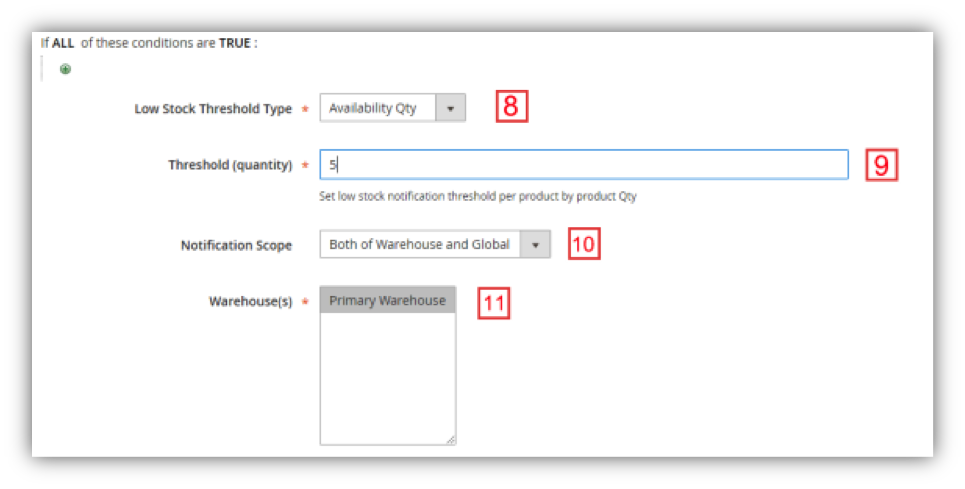 If ALL of these conditions are TRUE :
Low Stock Threshold Type * Availability Qty 8
Threshold (quantity) * 5 9
Set low stock notification threshold per product by product Qty
Notification Scope Both of Warehouse and Global 10
Warehouse(s) * Primary Warehouse 11